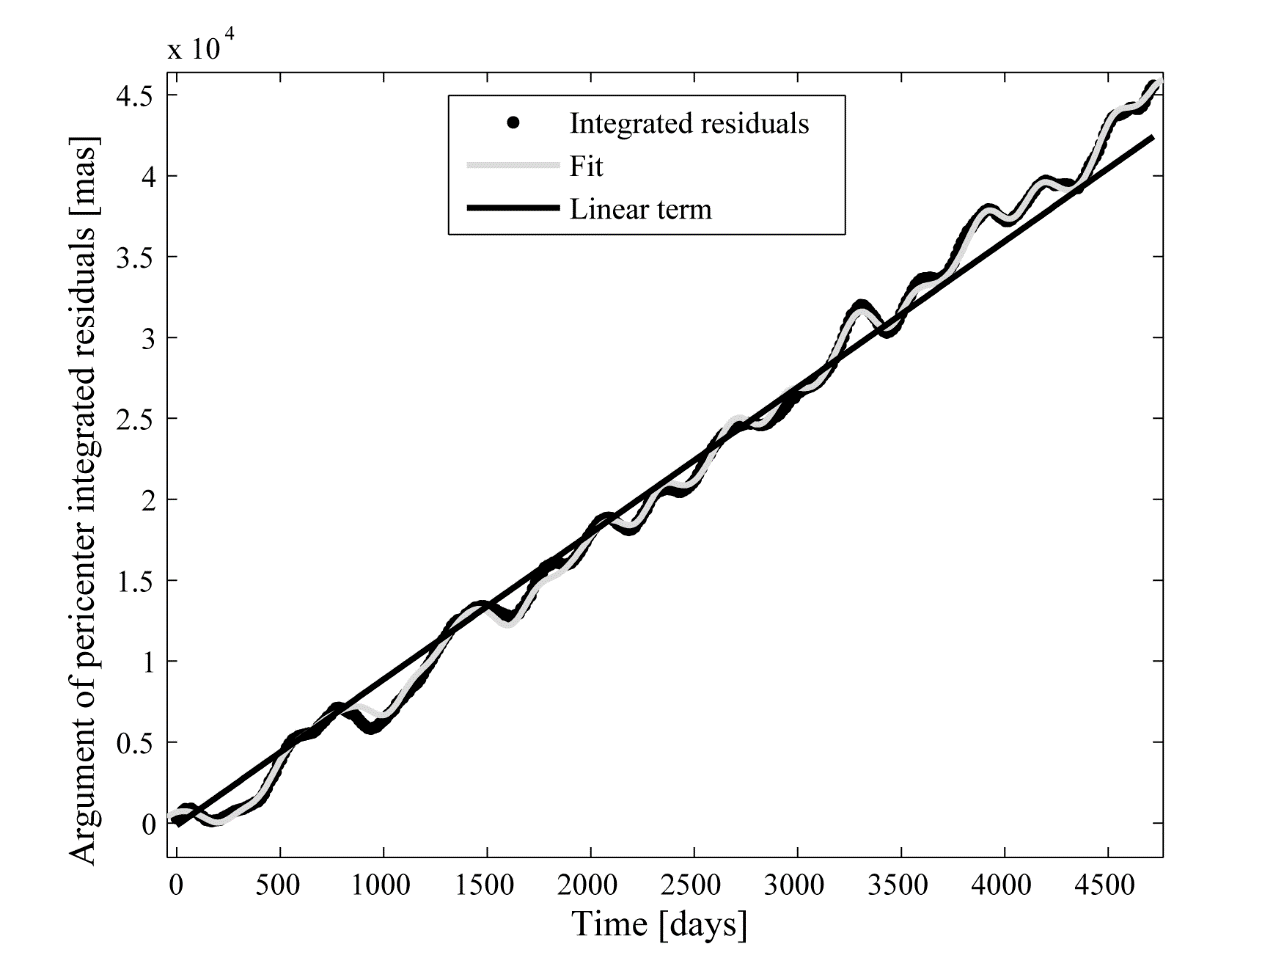 x 10^4
4.5
4
3.5
3
2.5
2
1.5
1
0.5
0
Argument of pericenter integrated residuals [mas]
Integrated residuals
Fit
Linear term
0 500 1000 1500 2000 2500 3000 3500 4000 4500
Time [days]